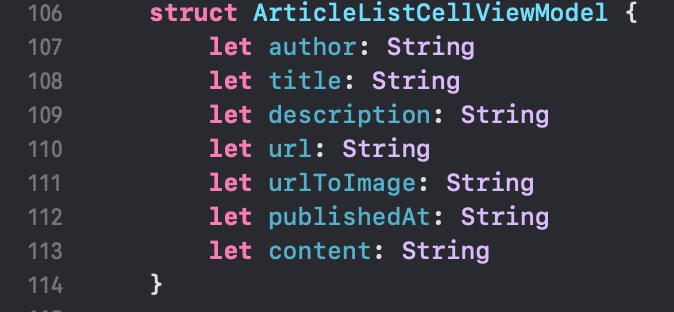 106 struct ArticleListCellViewModel {
107 let author: String
108 let title: String
109 let description: String
110 let url: String
111 let urlToImage: String
112 let publishedAt: String
113 let content: String
114 }